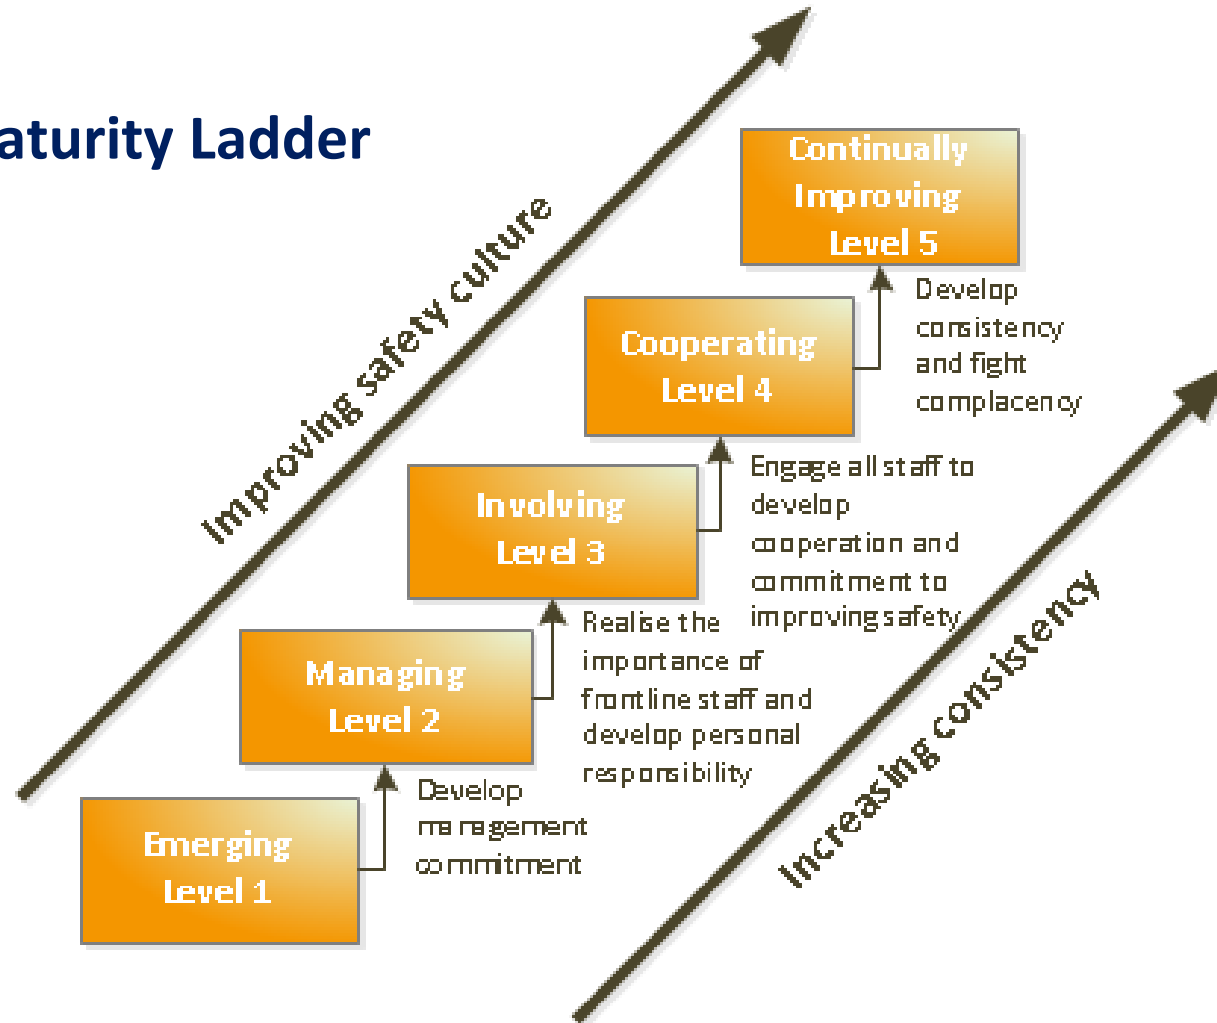 aturity Ladder
Improving safety culture
Continually
Improving
Level 5
Develop
consistency
and fight
complacency
Cooperating
Level 4
Engage all staff to
develop
cooperation and
commitment to
improving safety
Involving
Level 3
Realise the
importance of
frontline staff and
develop personal
responsibility
Managing
Level 2
Develop
management
commitment
Emerging
Level 1
Increasing consistency